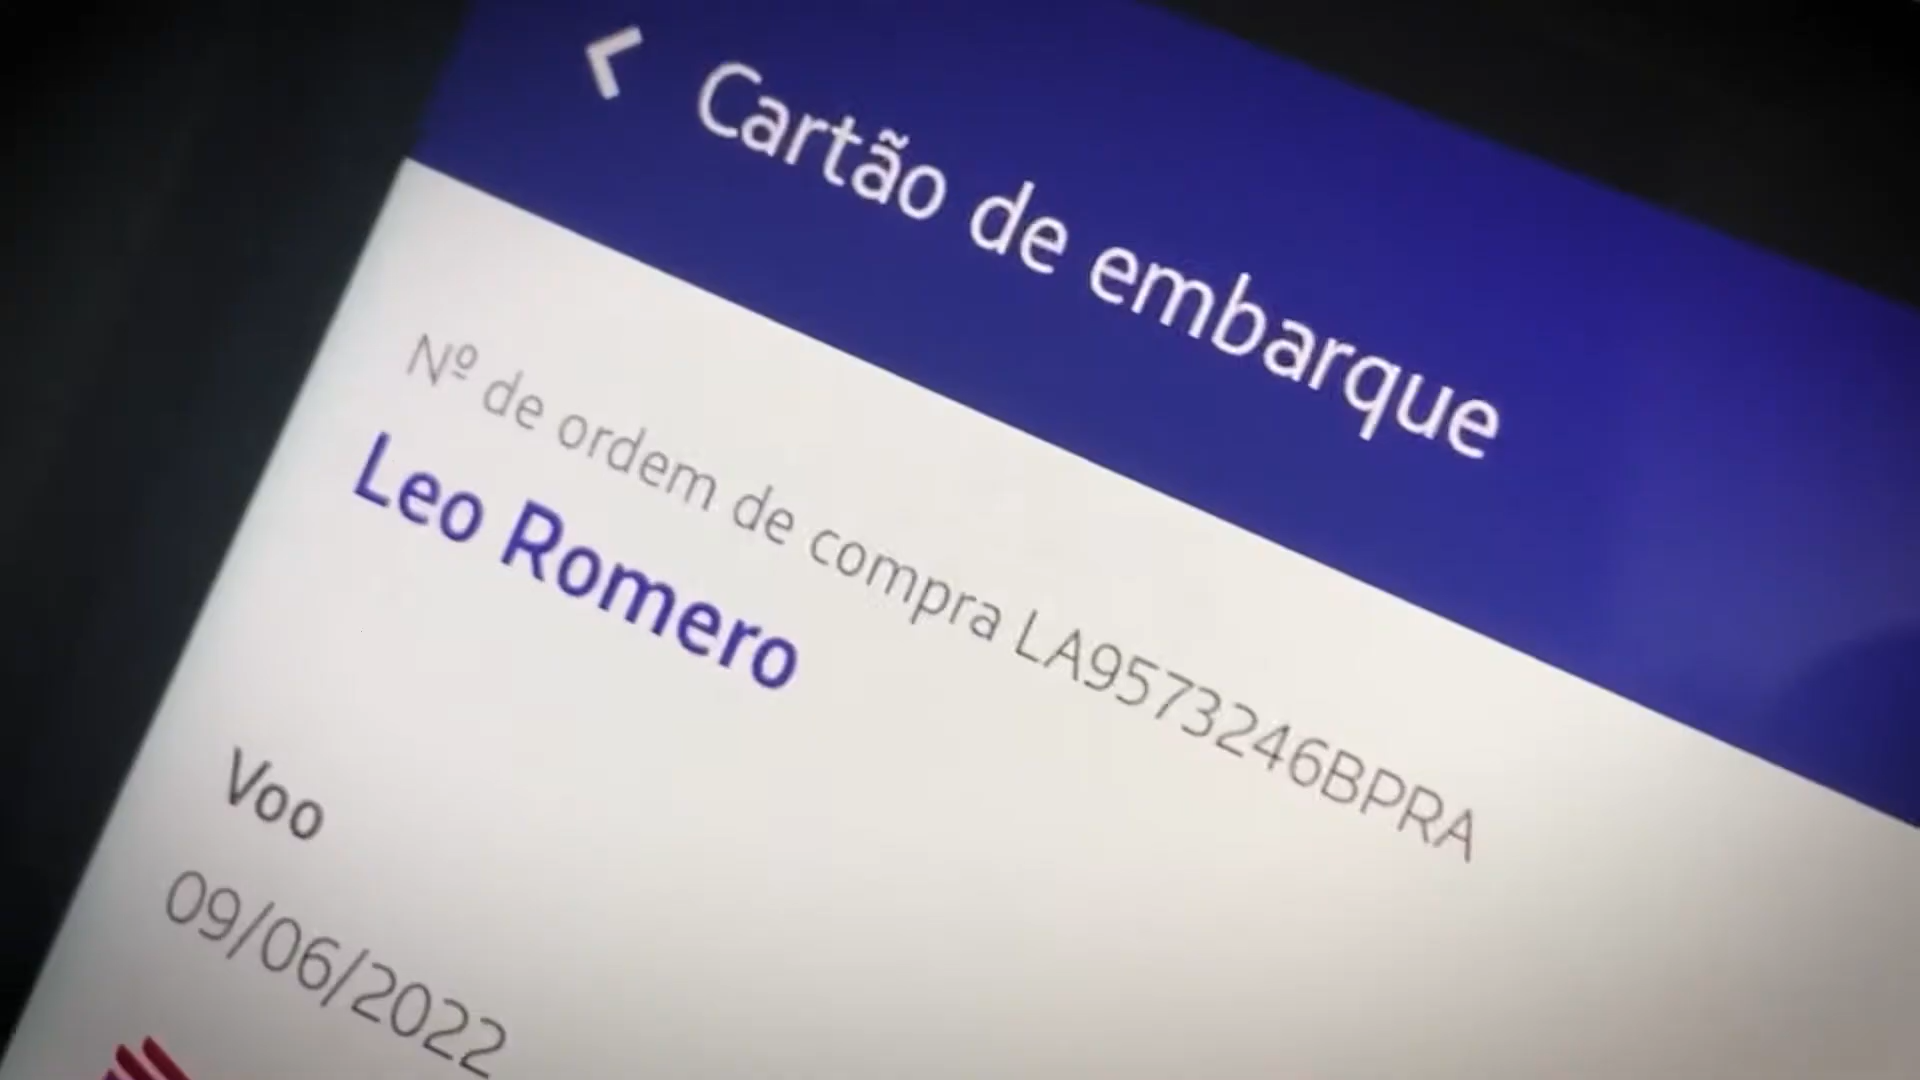 Cartão de embarque
Nº de ordem de compra LA9573246BPRA
Leo Romero
Voo
09/06/2022